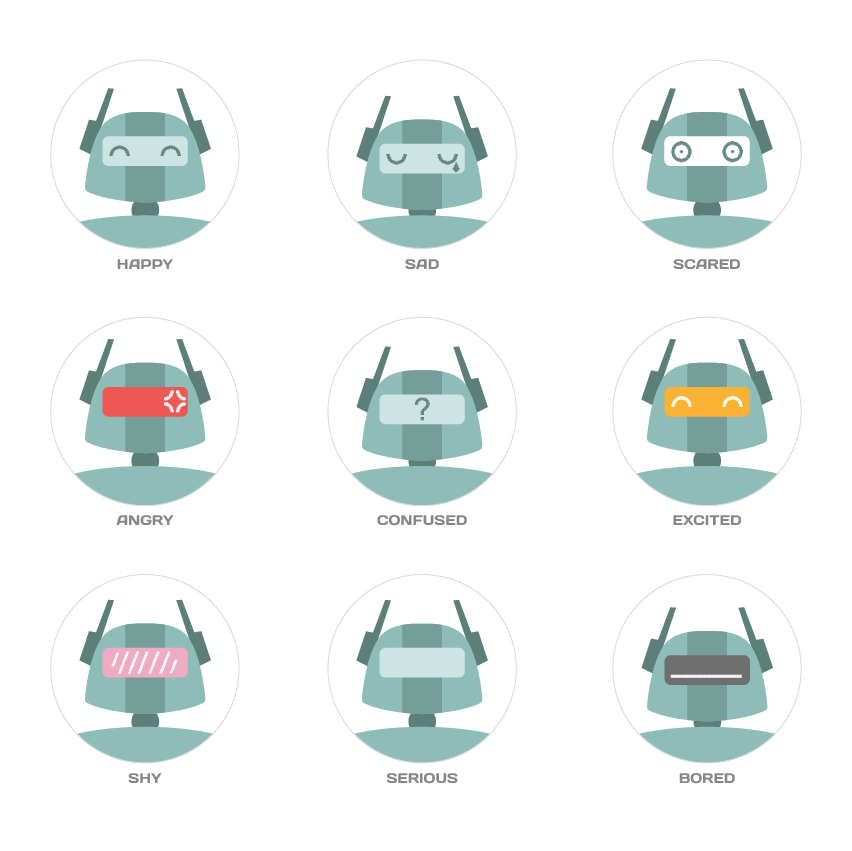 HAPPY
SAD
SCARED
?
ANGRY
CONFUSED
EXCITED
SHY
SERIOUS
BORED